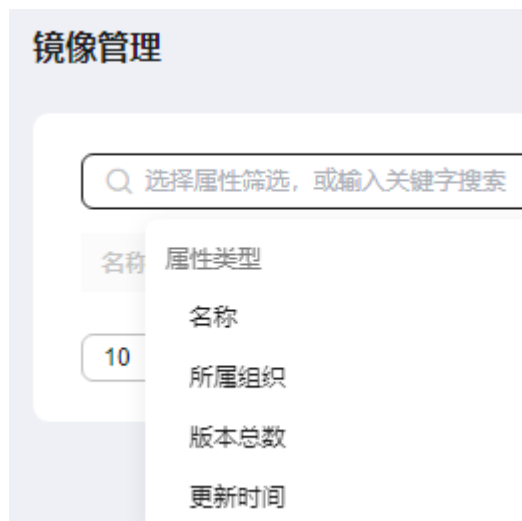 镜像管理
选择属性筛选，或输入关键字搜索
名称
属性类型
名称
10
所属组织
版本总数
更新时间